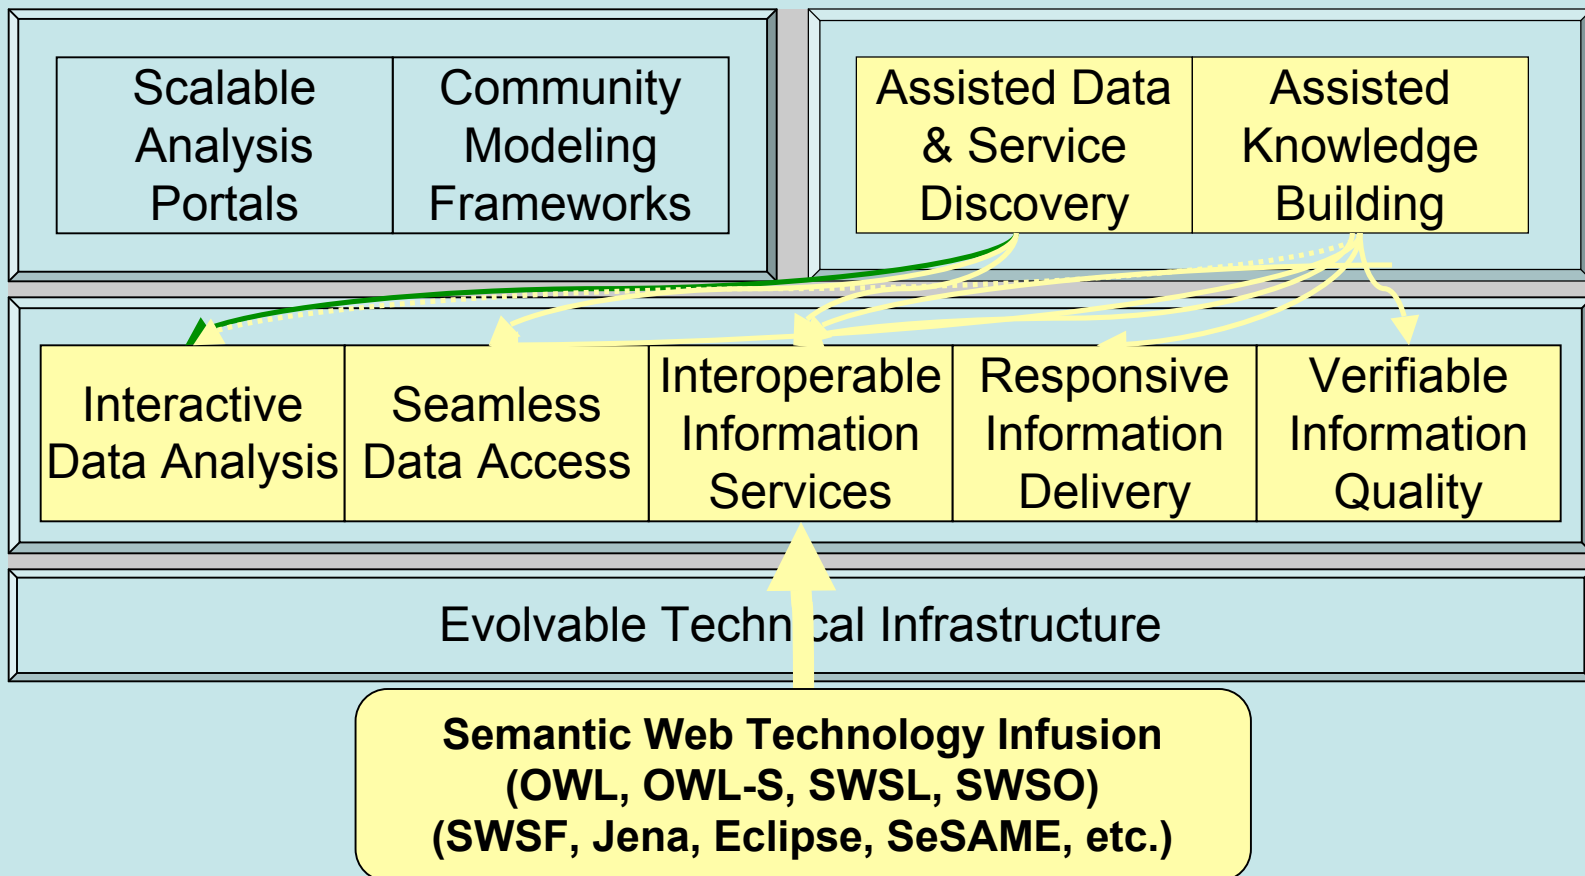 Scalable
Analysis
Portals
Community
Modeling
Frameworks
Assisted Data
& Service
Discovery
Assisted
Knowledge
Building
Interactive
Data Analysis
Seamless
Data Access
Interoperable
Information
Services
Responsive
Information
Delivery
Verifiable
Information
Quality
Evolvable Technical Infrastructure
Semantic Web Technology Infusion
(OWL, OWL-S, SWSL, SWSO)
(SWSF, Jena, Eclipse, SeSAME, etc.)